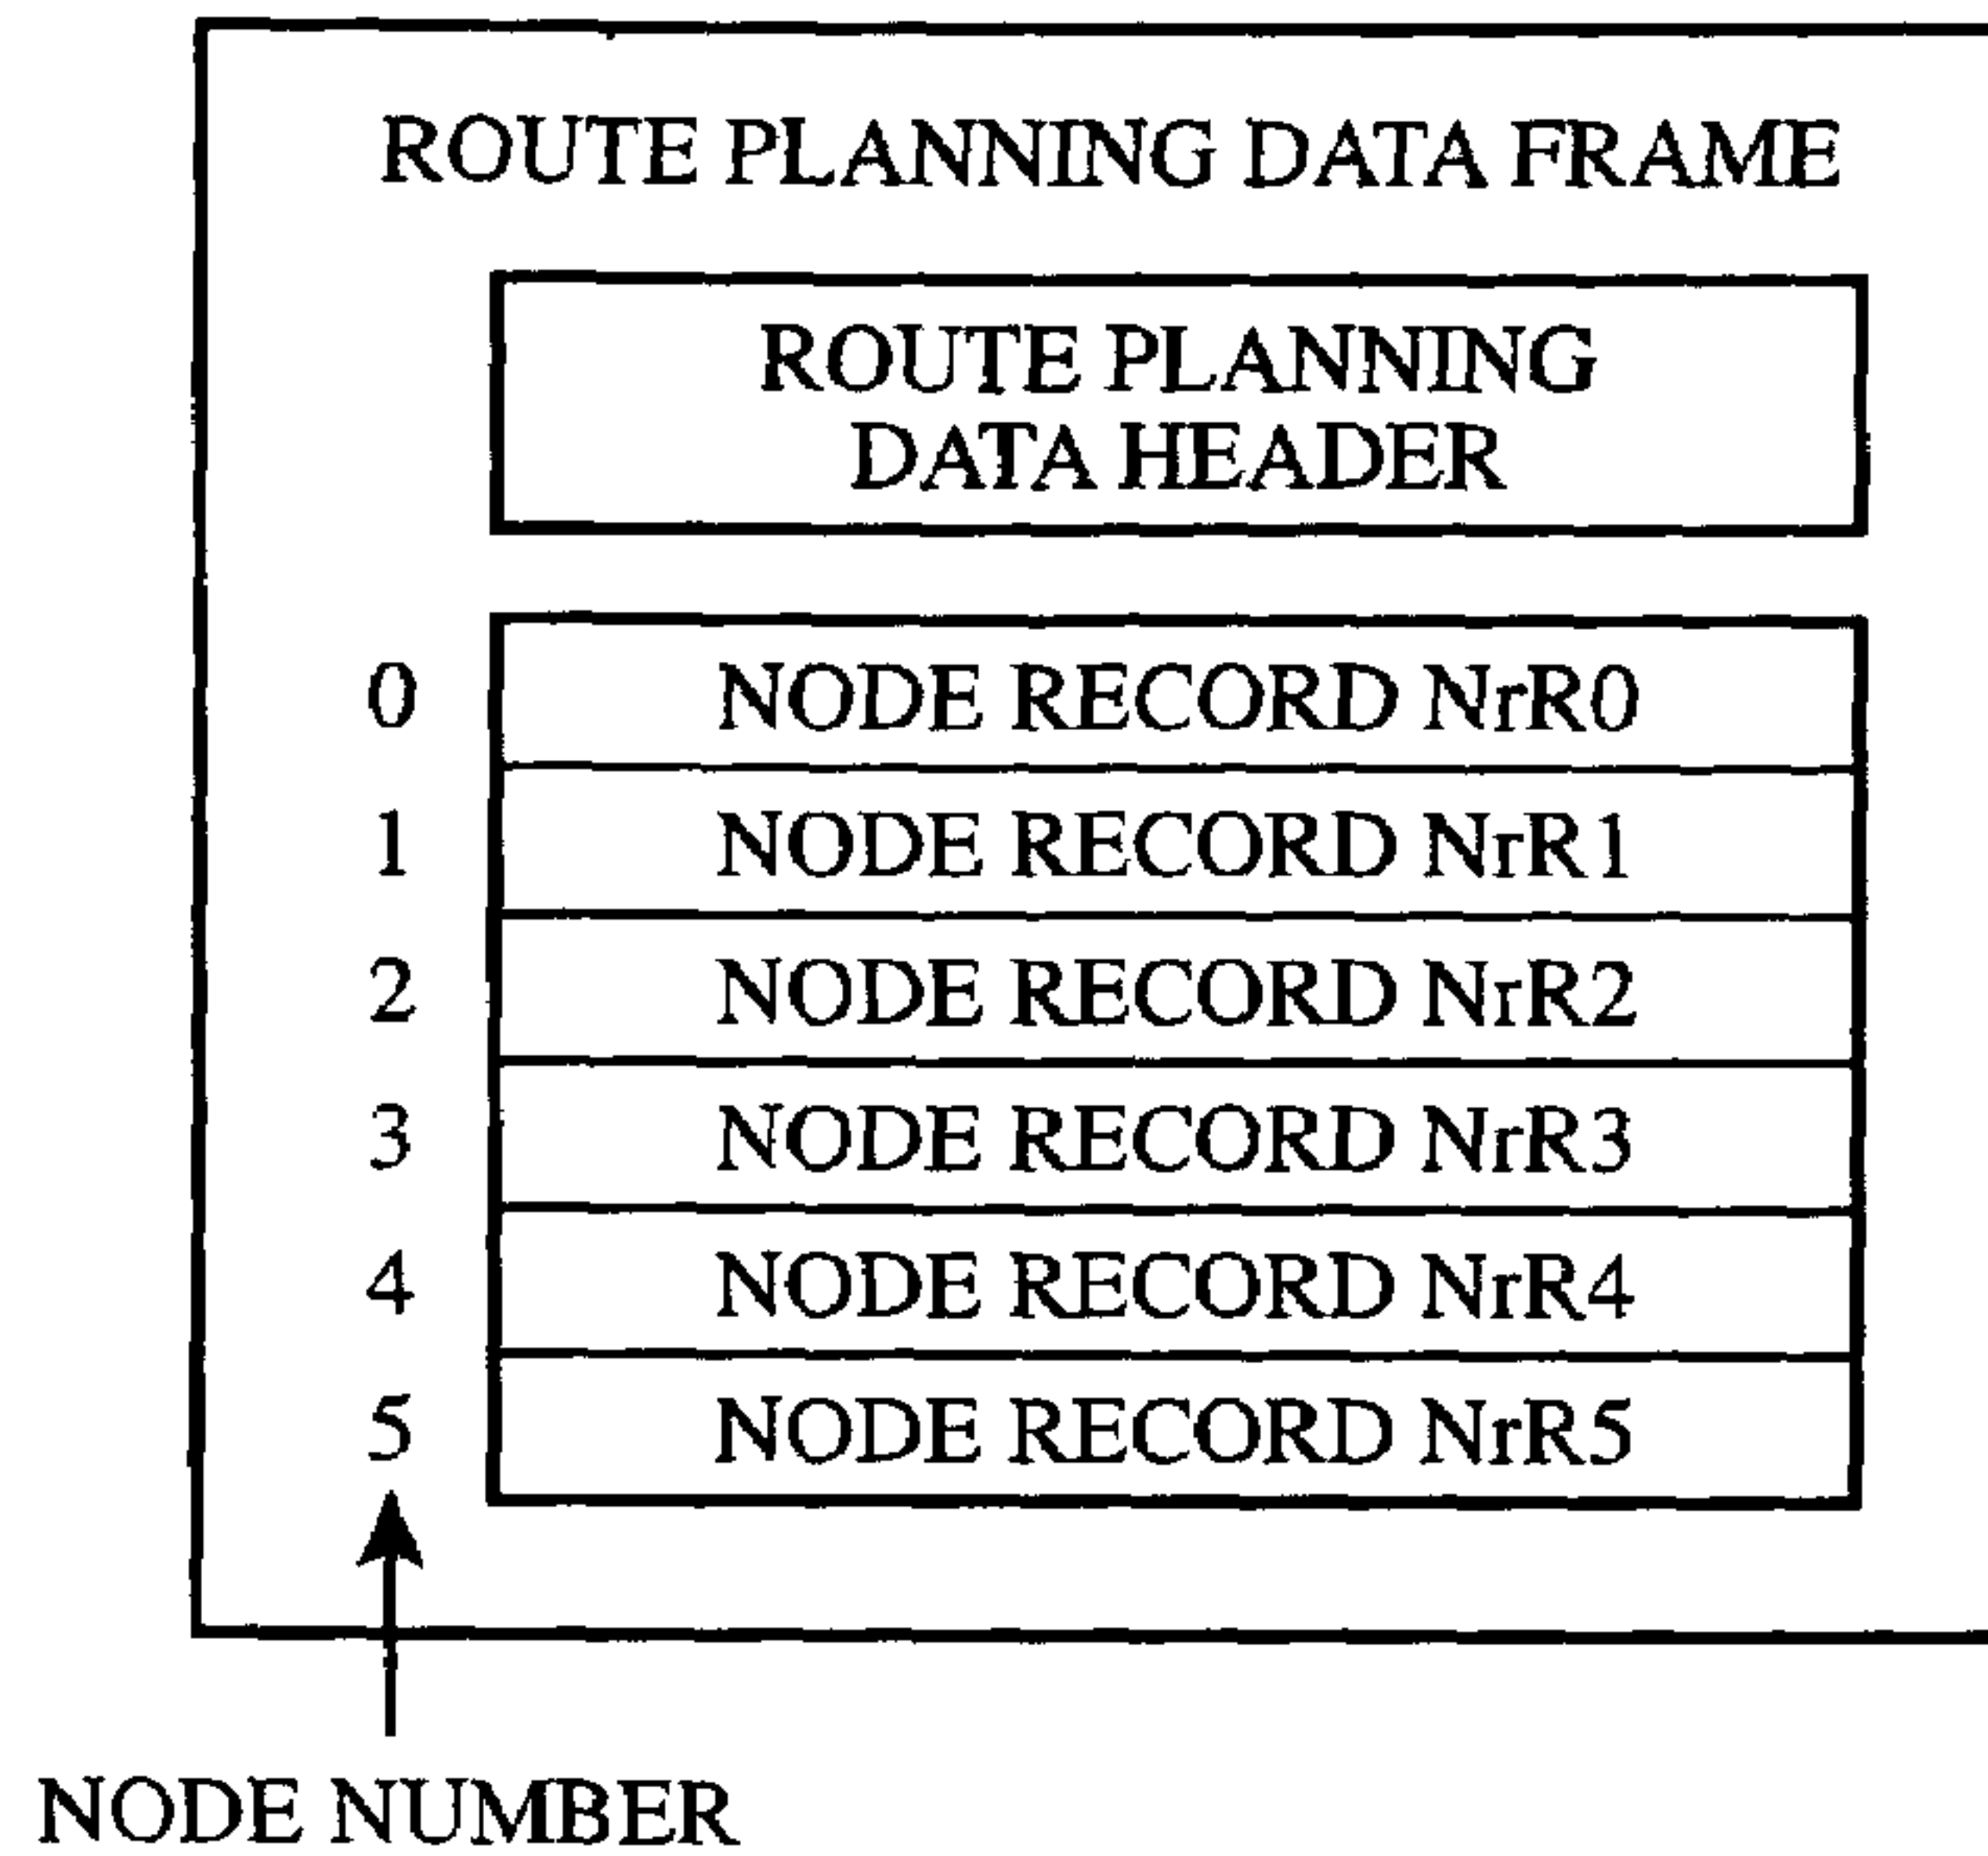 ROUTE PLANNING DATA FRAME
ROUTE PLANNING
DATA HEADER
0 NODE RECORD NrR0
1 NODE RECORD NrR1
2 NODE RECORD NrR2
3 NODE RECORD NrR3
4 NODE RECORD NrR4
5 NODE RECORD NrR5
NODE NUMBER